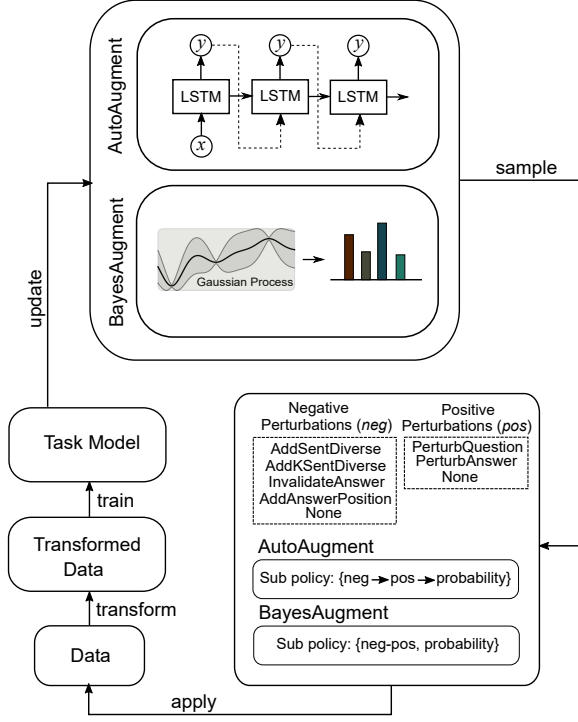 AutoAugment
y
y
y
LSTM
LSTM
LSTM
x
sample
BayesAugment
Gaussian Process
update
Task Model
train
Transformed
Data
transform
Data
apply
Negative
Perturbations (neg)
AddSentDiverse
AddKSentDiverse
InvalidateAnswer
AddAnswerPosition
None
Positive
Perturbations (pos)
PerturbQuestion
PerturbAnswer
None
AutoAugment
Sub policy: {neg→pos→probability}
BayesAugment
Sub policy: {neg-pos, probability}